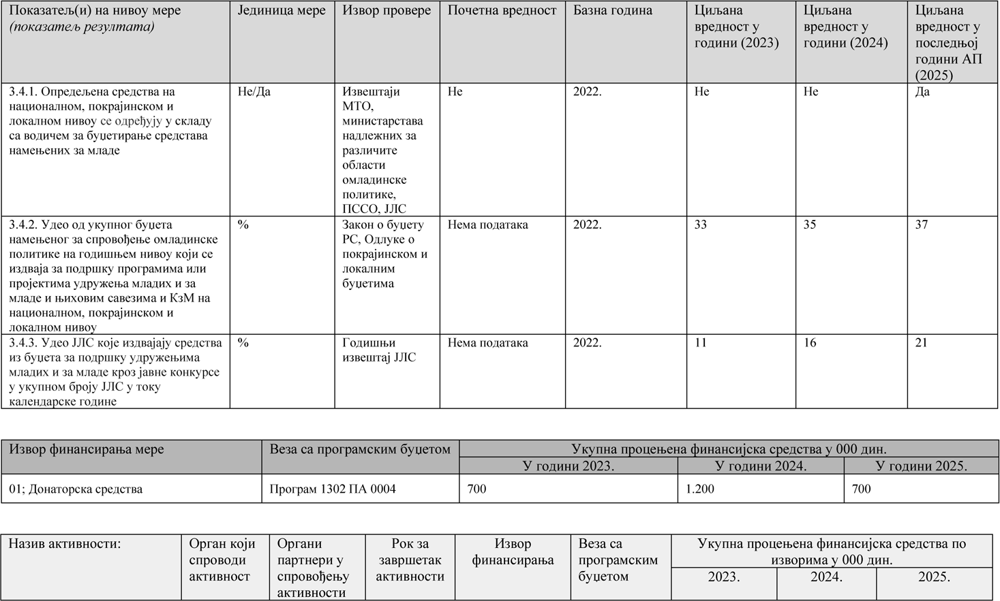 Показатељ(и) на нивоу мере
(показатељ резултата)
Јединица мере
Извор провере
Почетна вредност
Базна година
Циљана
вредност у
години (2023)
Циљана
вредност у
години (2024)
Циљана
вредност у
последњој
години АП
(2025)
3.4.1. Опредељена средства на
националном, покрајинском и
локалном нивоу се одређују у складу
са водичем за буџетирање средстава
намењених за младе
Не/Да
Извештаји
МТО,
министарстава
надлежних за
различите
области
омладинске
политике,
ПССО, ЈЛС
Не
2022.
Не
Не
Да
3.4.2. Удео од укупног буџета
намењеног за спровођење омладинске
политике на годишњем нивоу који се
издваја за подршку програмима или
пројектима удружења младих и за
младе и њиховим савезима и КзМ на
националном, покрајинском и
локалном нивоу
%
Закон о буџету
РС, Одлуке о
покрајинском и
локалним
буџетима
Нема података
2022.
33
35
37
3.4.3. Удео ЈЛС које издвајају средства
из буџета за подршку удружењима
младих и за младе кроз јавне конкурсе
у укупном броју ЈЛС у току
календарске године
%
Годишњи
извештај ЈЛС
Нема података
2022.
11
16
21
Извор финансирања мере
Веза са програмским буџетом
Укупна процењена финансијска средства у 000 дин.
У години 2023.
У години 2024.
У години 2025.
01; Донаторска средства
Програм 1302 ПА 0004
700
1.200
700
Назив активности:
Орган који
спроводи
активност
Органи
партнери у
спровођењу
активности
Рок за
завршетак
активности
Извор
финансирања
Веза са
програмским
буџетом
Укупна процењена финансијска средства по
изворима у 000 дин.
2023.
2024.
2025.